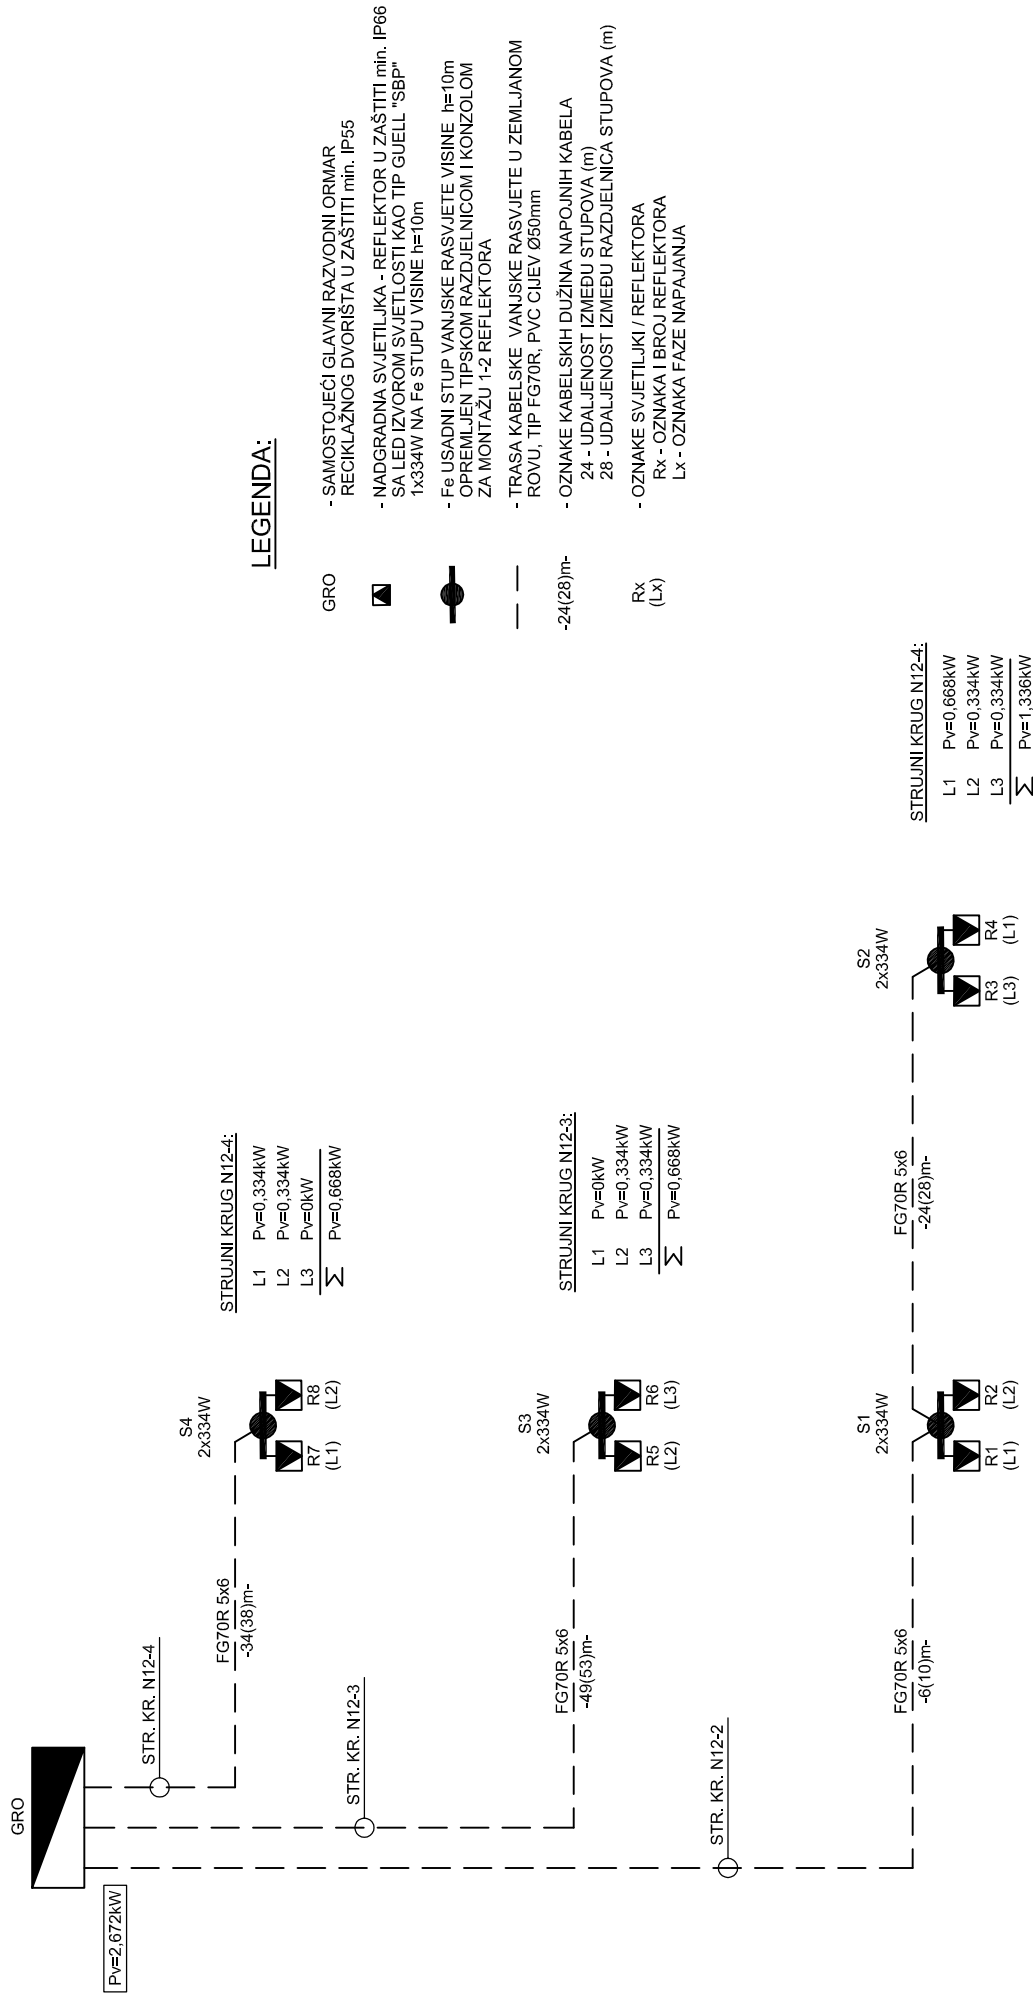 GRO
Pv=2,672kW
STR. KR. N12-4
FG70R 5x6
-34(38)m-
S4
2x334W
R7
(L1)
R8
(L2)
STRUJNI KRUG N12-4:
L1 Pv=0,334kW
L2 Pv=0,334kW
L3 Pv=0kW
Σ Pv=0,668kW
STR. KR. N12-3
FG70R 5x6
-49(53)m-
S3
2x334W
R5
(L2)
R6
(L3)
STRUJNI KRUG N12-3:
L1 Pv=0kW
L2 Pv=0,334kW
L3 Pv=0,334kW
Σ Pv=0,668kW
STR. KR. N12-2
FG70R 5x6
-6(10)m-
S1
2x334W
R1
(L1)
R2
(L2)
FG70R 5x6
-24(28)m-
S2
2x334W
R3
(L3)
R4
(L1)
STRUJNI KRUG N12-4:
L1 Pv=0,668kW
L2 Pv=0,334kW
L3 Pv=0,334kW
Σ Pv=1,336kW
LEGENDA:
GRO - SAMOSTOJEĆI GLAVNI RAZVODNI ORMAR
RECIKLAŽNOG DVORIŠTA U ZAŠTITI min. IP55
- NADGRADNA SVJETILJKA - REFLEKTOR U ZAŠTITI min. IP66
SA LED IZVOROM SVJETLOSTI KAO TIP GUELL "SBP"
1x334W NA Fe STUPU VISINE h=10m
- Fe USADNI STUP VANJSKE RASVJETE VISINE h=10m
OPREMLJEN TIPSKOM RAZDJELNICOM I KONZOLOM
ZA MONTAŽU 1-2 REFLEKTORA
- TRASA KABELSKE VANJSKE RASVJETE U ZEMLJANOM
ROVU, TIP FG70R, PVC CIJEV Ø50mm
-24(28)m- - OZNAKE KABELSKIH DUŽINA NAPOJNIH KABELA
24 - UDALJENOST IZMEĐU STUPOVA (m)
28 - UDALJENOST IZMEĐU RAZDJELNICA STUPOVA (m)
Rx - OZNAKE SVJETILJKI / REFLEKTORA
(Lx) Rx - OZNAKA I BROJ REFLEKTORA
Lx - OZNAKA FAZE NAPAJANJA